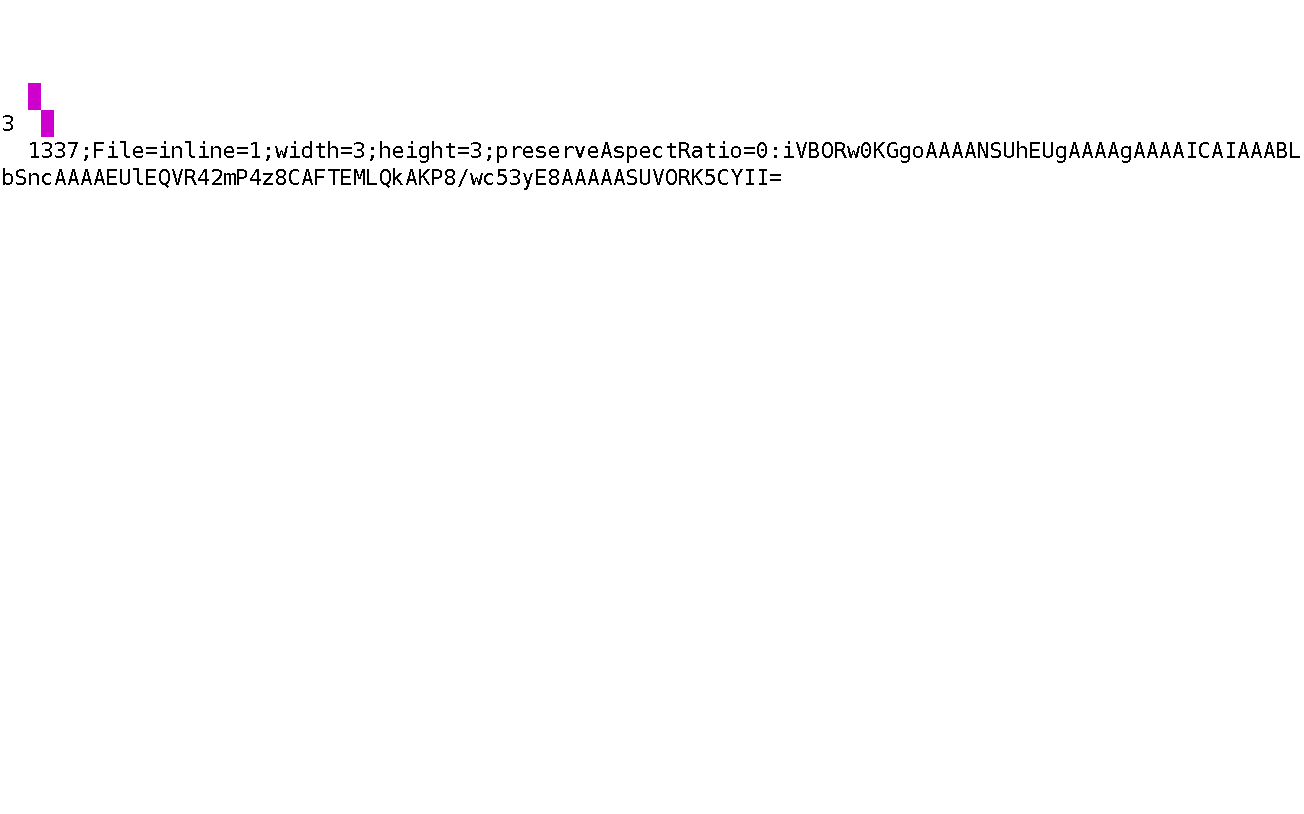 3
1337;File=inline=1;width=3;height=3;preserveAspectRatio=0:iVBORw0KGgoAAAANSUhEUgAAAAgAAAAICAIAAABL
bSncAAAAEUlEQVR42mP4z8CAFTEMLQkAKP8/wc53yE8AAAAASUVORK5CYII=